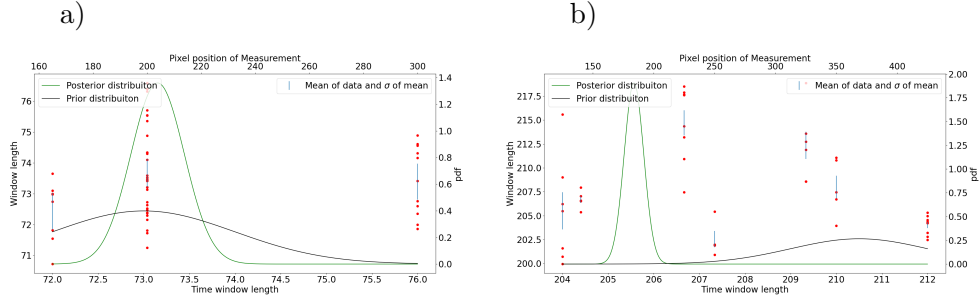 a)
Pixel position of Measurement
160 180 200 220 240 260 280 300
Posterior distribuiton
Prior distribuiton
Mean of data and σ of mean
76
75
74
73
72
71
Window length
1.4
1.2
1.0
0.8
0.6
0.4
0.2
0.0
pdf
72.0 72.5 73.0 73.5 74.0 74.5 75.0 75.5 76.0
Time window length
b)
Pixel position of Measurement
150 200 250 300 350 400
Posterior distribuiton
Prior distribuiton
Mean of data and σ of mean
217.5
215.0
212.5
210.0
207.5
205.0
202.5
200.0
Window length
2.00
1.75
1.50
1.25
1.00
0.75
0.50
0.25
0.00
pdf
204 205 206 207 208 209 210 211 212
Time window length